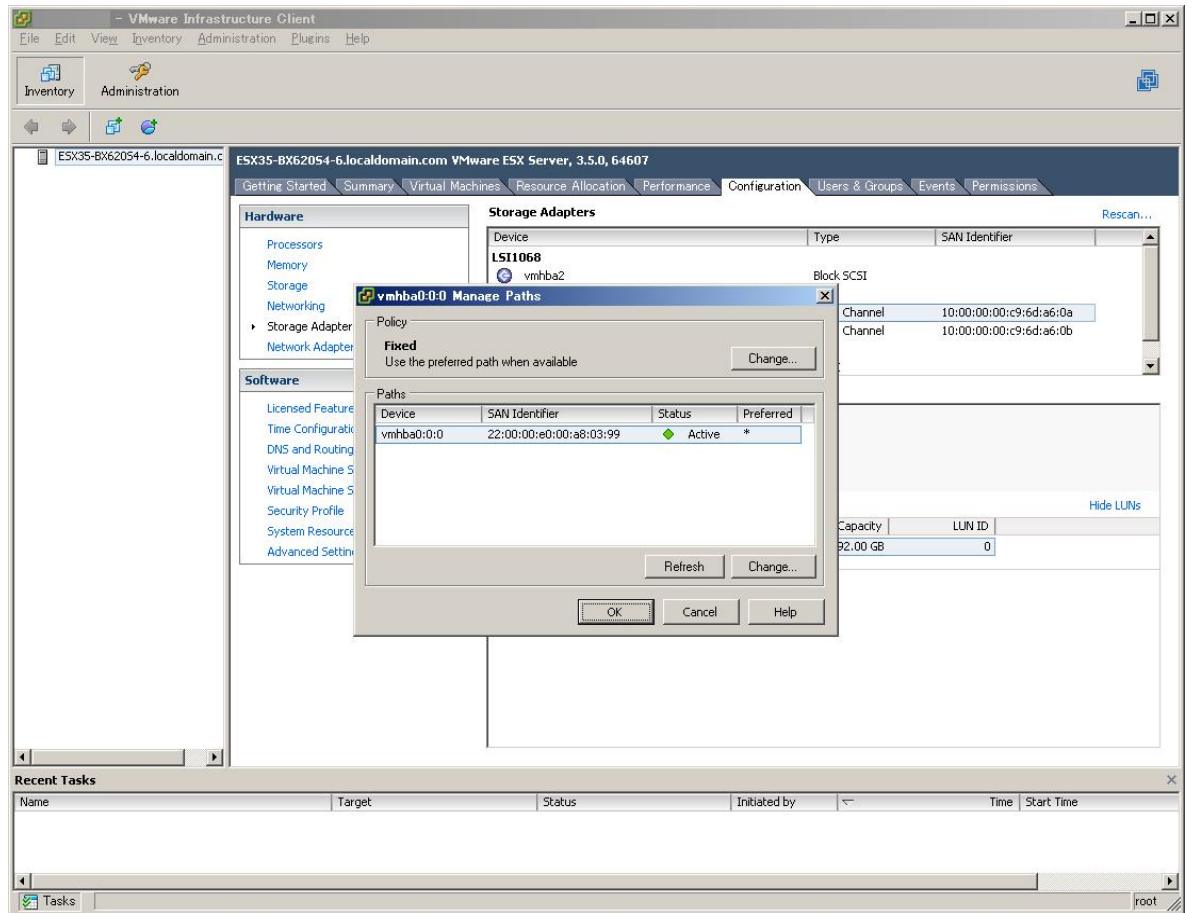 - VMware Infrastructure Client
File Edit View Inventory Administration Plugins Help
Inventory Administration
ESX35-BX620S4-6.localdomain.c
ESX35-BX620S4-6.localdomain.com VMware ESX Server, 3.5.0, 64607
Getting Started Summary Virtual Machines Resource Allocation Performance Configuration Users & Groups Events Permissions
Hardware
Processors
Memory
Storage
Networking
Storage Adapter
Network Adapter
Software
Licensed Feature
Time Configuratio
DNS and Routing
Virtual Machine S
Virtual Machine S
Security Profile
System Resource
Advanced Settin
Storage Adapters
Rescan...
Device Type SAN Identifier
LSI1068
vmhba2 Block SCSI
Channel 10:00:00:00:c9:6d:a6:0a
Channel 10:00:00:00:c9:6d:a6:0b
Hide LUNs
Capacity LUN ID
92.00 GB 0
vmhba0:0:0 Manage Paths
Policy
Fixed
Use the preferred path when available
Change...
Paths
Device SAN Identifier Status Preferred
vmhba0:0:0 22:00:00:e0:00:a8:03:99 Active *
Refresh Change...
OK Cancel Help
Recent Tasks
Name Target Status Initiated by Time Start Time
Tasks
root